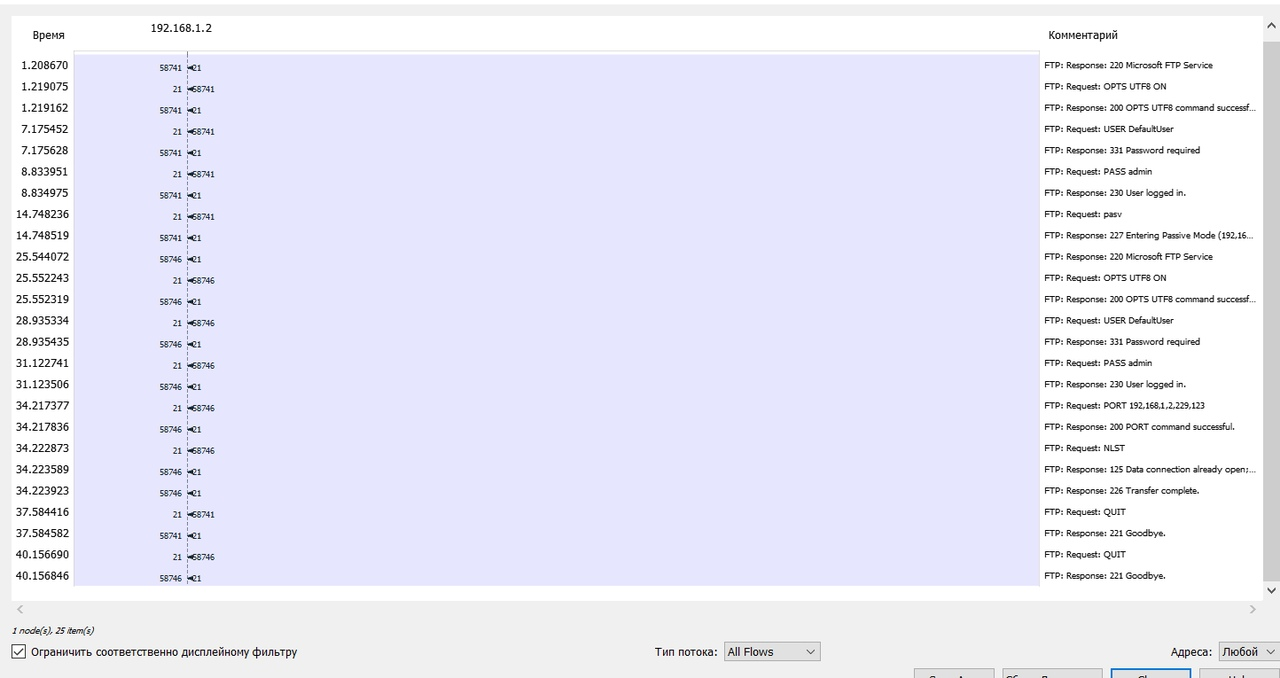 192.168.1.2
Время Комментарий
1.208670 58741 21 FTP: Response: 220 Microsoft FTP Service
1.219075 21 58741 FTP: Request: OPTS UTF8 ON
1.219162 58741 21 FTP: Response: 200 OPTS UTF8 command successf...
7.175452 21 58741 FTP: Request: USER DefaultUser
7.175628 58741 21 FTP: Response: 331 Password required
8.833951 21 58741 FTP: Request: PASS admin
8.834975 58741 21 FTP: Response: 230 User logged in.
14.748236 21 58741 FTP: Request: pasv
14.748519 58741 21 FTP: Response: 227 Entering Passive Mode (192,16...
25.544072 58746 21 FTP: Response: 220 Microsoft FTP Service
25.552243 21 58746 FTP: Request: OPTS UTF8 ON
25.552319 58746 21 FTP: Response: 200 OPTS UTF8 command successf...
28.935334 21 58746 FTP: Request: USER DefaultUser
28.935435 58746 21 FTP: Response: 331 Password required
31.122741 21 58746 FTP: Request: PASS admin
31.123506 58746 21 FTP: Response: 230 User logged in.
34.217377 21 58746 FTP: Request: PORT 192,168,1,2,229,123
34.217836 58746 21 FTP: Response: 200 PORT command successful.
34.222873 21 58746 FTP: Request: NLST
34.223589 58746 21 FTP: Response: 125 Data connection already open;...
34.223923 58746 21 FTP: Response: 226 Transfer complete.
37.584416 21 58741 FTP: Request: QUIT
37.584582 58741 21 FTP: Response: 221 Goodbye.
40.156690 21 58746 FTP: Request: QUIT
40.156846 58746 21 FTP: Response: 221 Goodbye.
1 node(s), 25 item(s)
Ограничить соответственно дисплейному фильтру Тип потока: All Flows Адреса: Любой